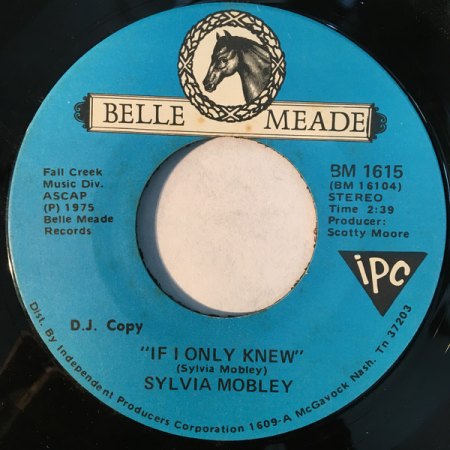 BELLE MEADE
Fall Creek
Music Div.
ASCAP
(P) 1975
Belle Meade
Records
BM 1615
(BM 16104)
STEREO
Time 2:39
Producer:
Scotty Moore
ipc
D.J. Copy
"IF I ONLY KNEW"
(Sylvia Mobley)
SYLVIA MOBLEY
Dist. By Independent Producers Corporation 1609-A McGavock Nash. Tn 37203